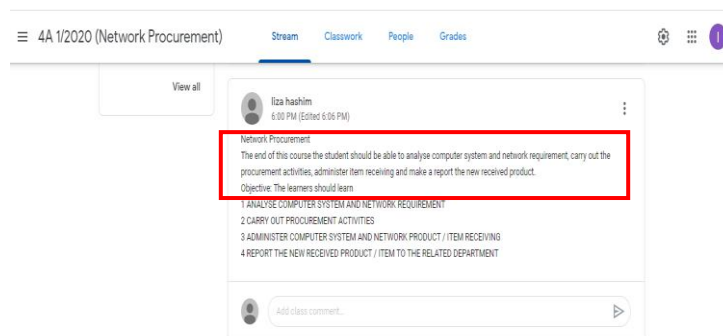 4A 1/2020 (Network Procurement)
Stream Classwork People Grades
I
View all
liza hashim
6:00 PM (Edited 6:06 PM)
Network Procurement
The end of this course the student should be able to analyse computer system and network requirement, carry out the
procurement activities, administer item receiving and make a report the new received product.
Objective: The learners should learn
1 ANALYSE COMPUTER SYSTEM AND NETWORK REQUIREMENT
2 CARRY OUT PROCUREMENT ACTIVITIES
3 ADMINISTER COMPUTER SYSTEM AND NETWORK PRODUCT / ITEM RECEIVING
4 REPORT THE NEW RECEIVED PRODUCT / ITEM TO THE RELATED DEPARTMENT
Add class comment...